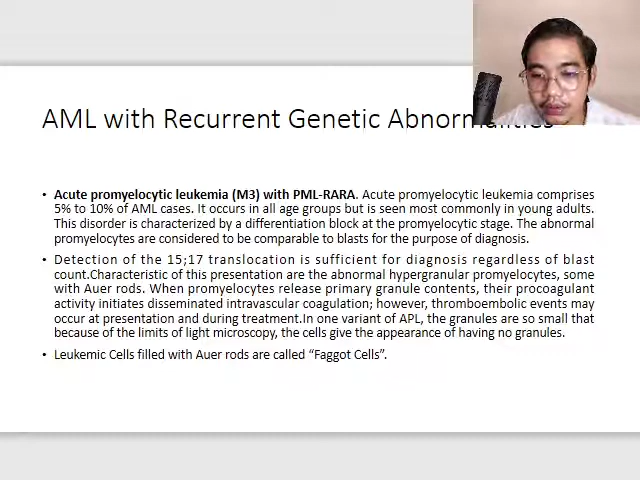 AML with Recurrent Genetic Abnormalities
• Acute promyelocytic leukemia (M3) with PML-RARA. Acute promyelocytic leukemia comprises
5% to 10% of AML cases. It occurs in all age groups but is seen most commonly in young adults.
This disorder is characterized by a differentiation block at the promyelocytic stage. The abnormal
promyelocytes are considered to be comparable to blasts for the purpose of diagnosis.
• Detection of the 15;17 translocation is sufficient for diagnosis regardless of blast
count.Characteristic of this presentation are the abnormal hypergranular promyelocytes, some
with Auer rods. When promyelocytes release primary granule contents, their procoagulant
activity initiates disseminated intravascular coagulation; however, thromboembolic events may
occur at presentation and during treatment.In one variant of APL, the granules are so small that
because of the limits of light microscopy, the cells give the appearance of having no granules.
• Leukemic Cells filled with Auer rods are called “Faggot Cells”.